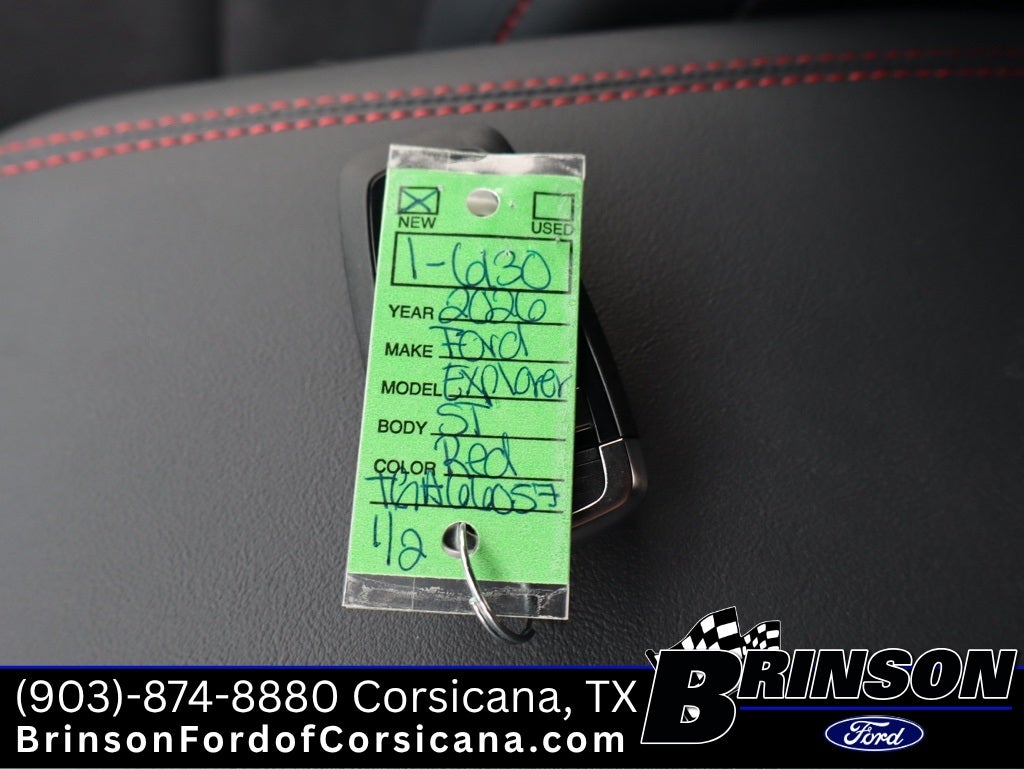 NEW USED
1-6130
YEAR 2026
MAKE Ford
MODEL Explorer
BODY ST
COLOR Red
TGA66057
1/2
(903)-874-8880 Corsicana, TX
BrinsonFordofCorsicana.com
BRINSON
Ford